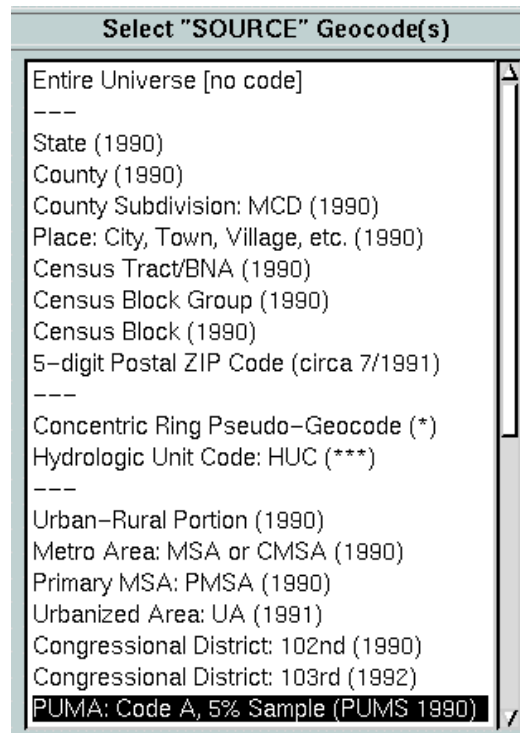 Select "SOURCE" Geocode(s)
Entire Universe [no code]
---
State (1990)
County (1990)
County Subdivision: MCD (1990)
Place: City, Town, Village, etc. (1990)
Census Tract/BNA (1990)
Census Block Group (1990)
Census Block (1990)
5-digit Postal ZIP Code (circa 7/1991)
---
Concentric Ring Pseudo-Geocode (*)
Hydrologic Unit Code: HUC (***)
---
Urban-Rural Portion (1990)
Metro Area: MSA or CMSA (1990)
Primary MSA: PMSA (1990)
Urbanized Area: UA (1991)
Congressional District: 102nd (1990)
Congressional District: 103rd (1992)
PUMA: Code A, 5% Sample (PUMS 1990)